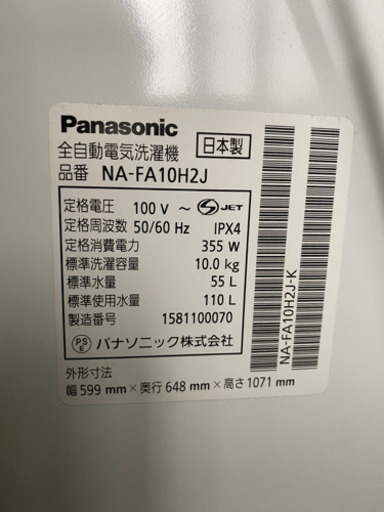 Panasonic
全自動電気洗濯機
日本製
品番 NA-FA10H2J
定格電圧 100 V ～ S JET
定格周波数 50/60 Hz IPX4
定格消費電力 355 W
標準洗濯容量 10.0 kg
標準水量 55 L
標準使用水量 110 L
製造番号 1581100070
PSE パナソニック株式会社
NA-FA10H2J-K
外形寸法
幅 599 mm × 奥行 648 mm × 高さ 1071 mm